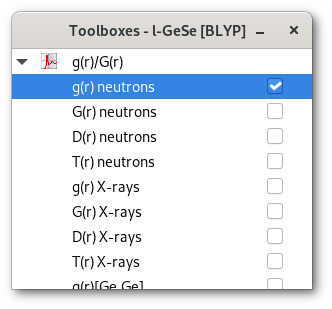 Toolboxes - l-GeSe [BLYP]
g(r)/G(r)
g(r) neutrons
G(r) neutrons
D(r) neutrons
T(r) neutrons
g(r) X-rays
G(r) X-rays
D(r) X-rays
T(r) X-rays
g(r)[Ge,Ge]